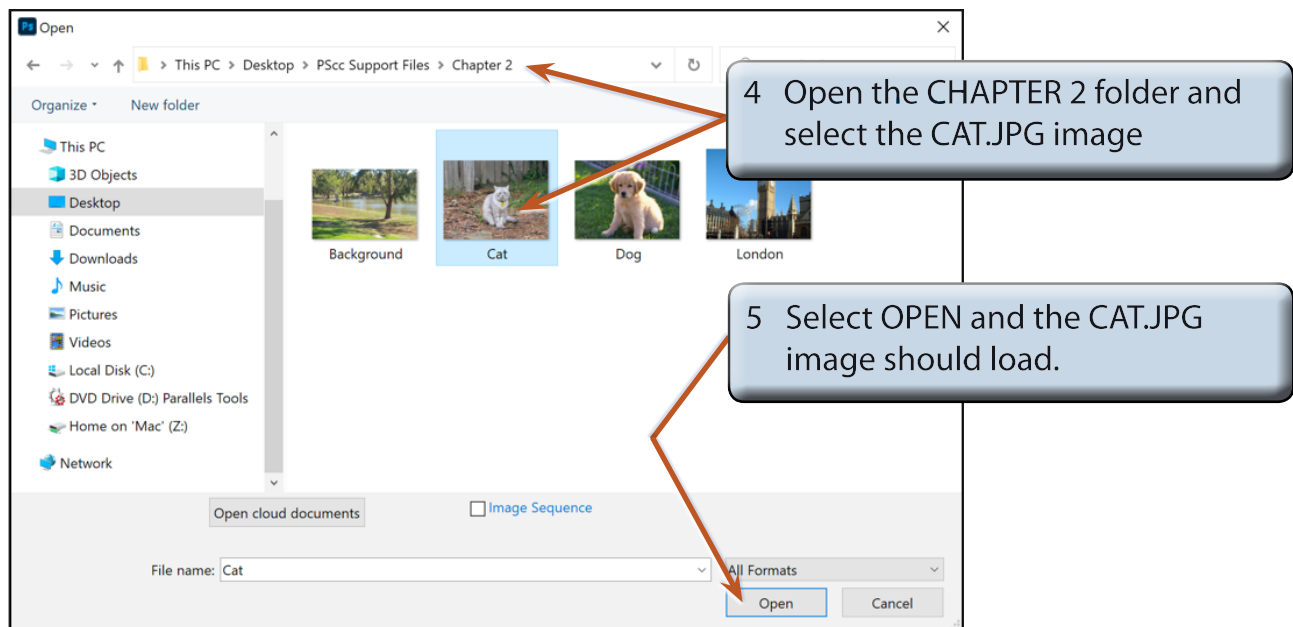 Ps Open
This PC > Desktop > PScc Support Files > Chapter 2
4 Open the CHAPTER 2 folder and
select the CAT.JPG image
Organize New folder
This PC
3D Objects
Desktop
Documents
Downloads
Music
Pictures
Videos
Local Disk (C:)
DVD Drive (D:) Parallels Tools
Home on 'Mac' (Z:)
Network
Background Cat Dog London
5 Select OPEN and the CAT.JPG
image should load.
Open cloud documents Image Sequence
File name: Cat All Formats
Open Cancel